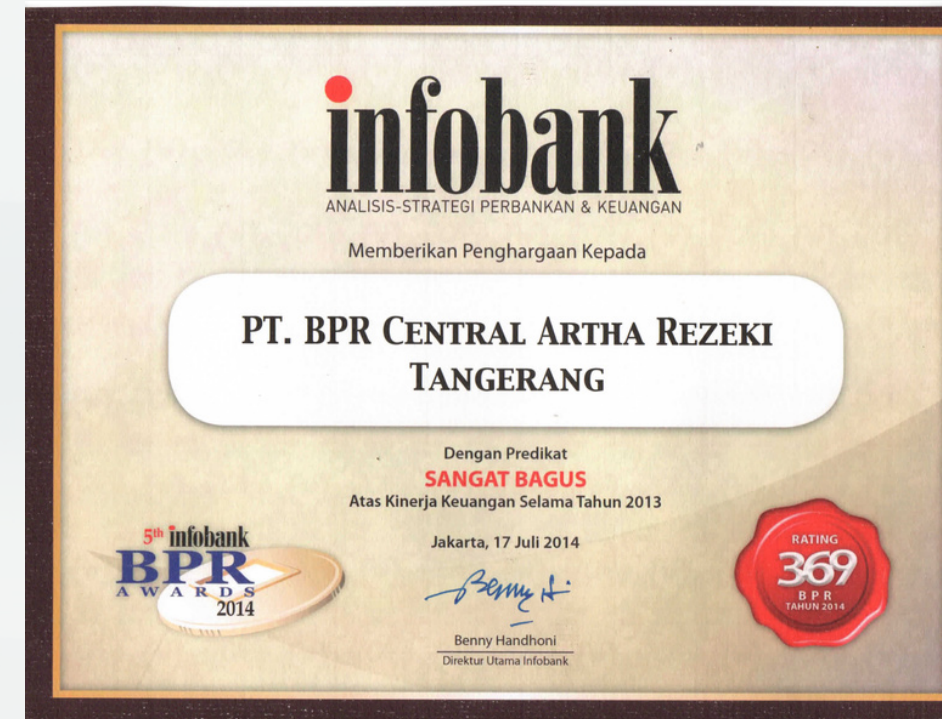 infobank
ANALISIS-STRATEGI PERBANKAN & KEUANGAN
Memberikan Penghargaan Kepada
PT. BPR CENTRAL ARTHA REZEKI
TANGERANG
Dengan Predikat
SANGAT BAGUS
Atas Kinerja Keuangan Selama Tahun 2013
Jakarta, 17 Juli 2014
Benny Handhoni
Direktur Utama Infobank
5th infobank
BPR
AWARDS
2014
RATING
369
BPR
TAHUN 2014